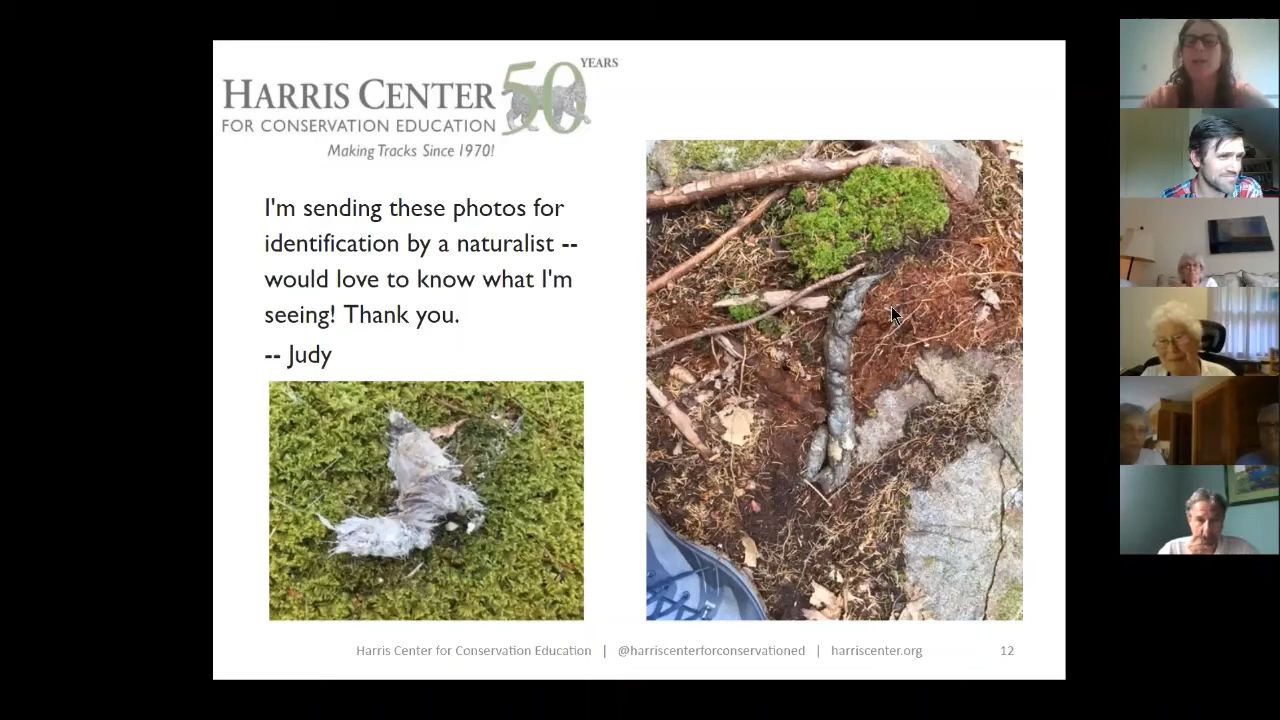 HARRIS CENTER 50 YEARS
FOR CONSERVATION EDUCATION
Making Tracks Since 1970!
I'm sending these photos for
identification by a naturalist --
would love to know what I'm
seeing! Thank you.
-- Judy
Harris Center for Conservation Education | @harriscenterforconservationed | harriscenter.org 12